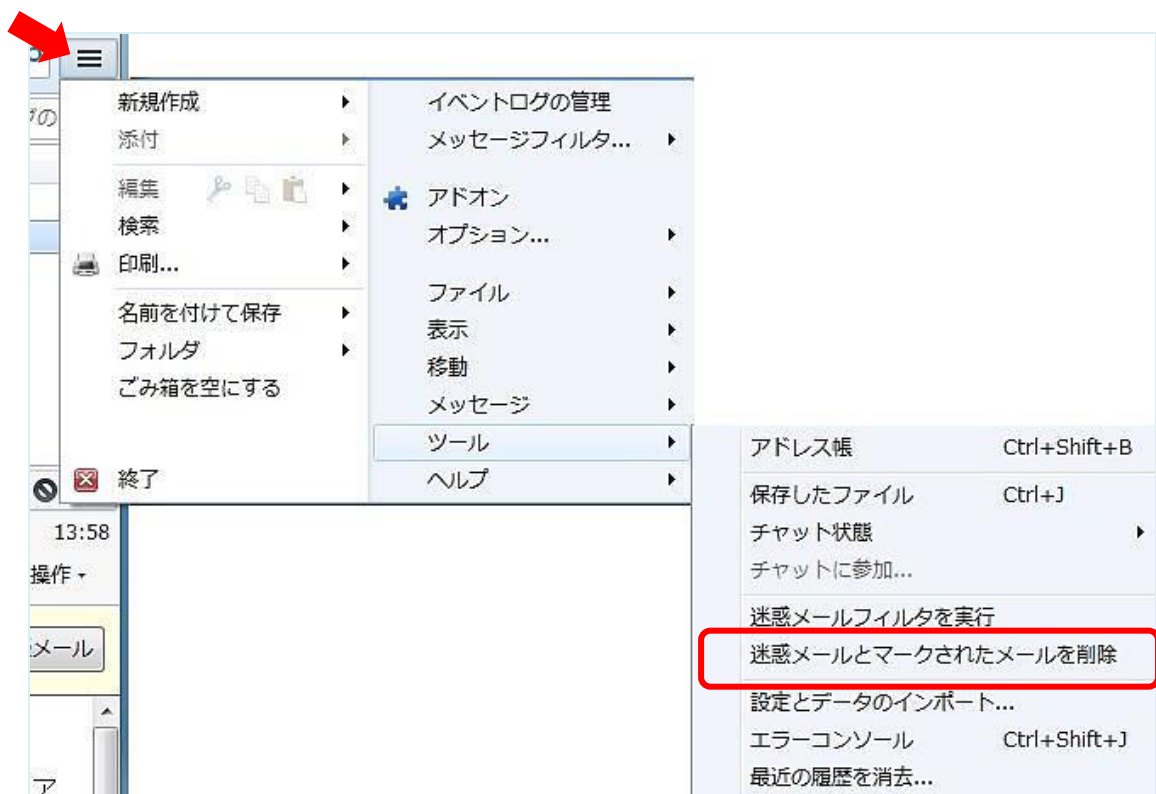 グの
新規作成
添付
編集
検索
印刷...
名前を付けて保存
フォルダ
ごみ箱を空にする
終了
イベントログの管理
メッセージフィルタ...
アドオン
オプション...
ファイル
表示
移動
メッセージ
ツール
ヘルプ
アドレス帳 Ctrl+Shift+B
保存したファイル Ctrl+J
チャット状態
チャットに参加...
迷惑メールフィルタを実行
迷惑メールとマークされたメールを削除
設定とデータのインポート...
エラーコンソール Ctrl+Shift+J
最近の履歴を消去...
13:58
操作
メール
ア